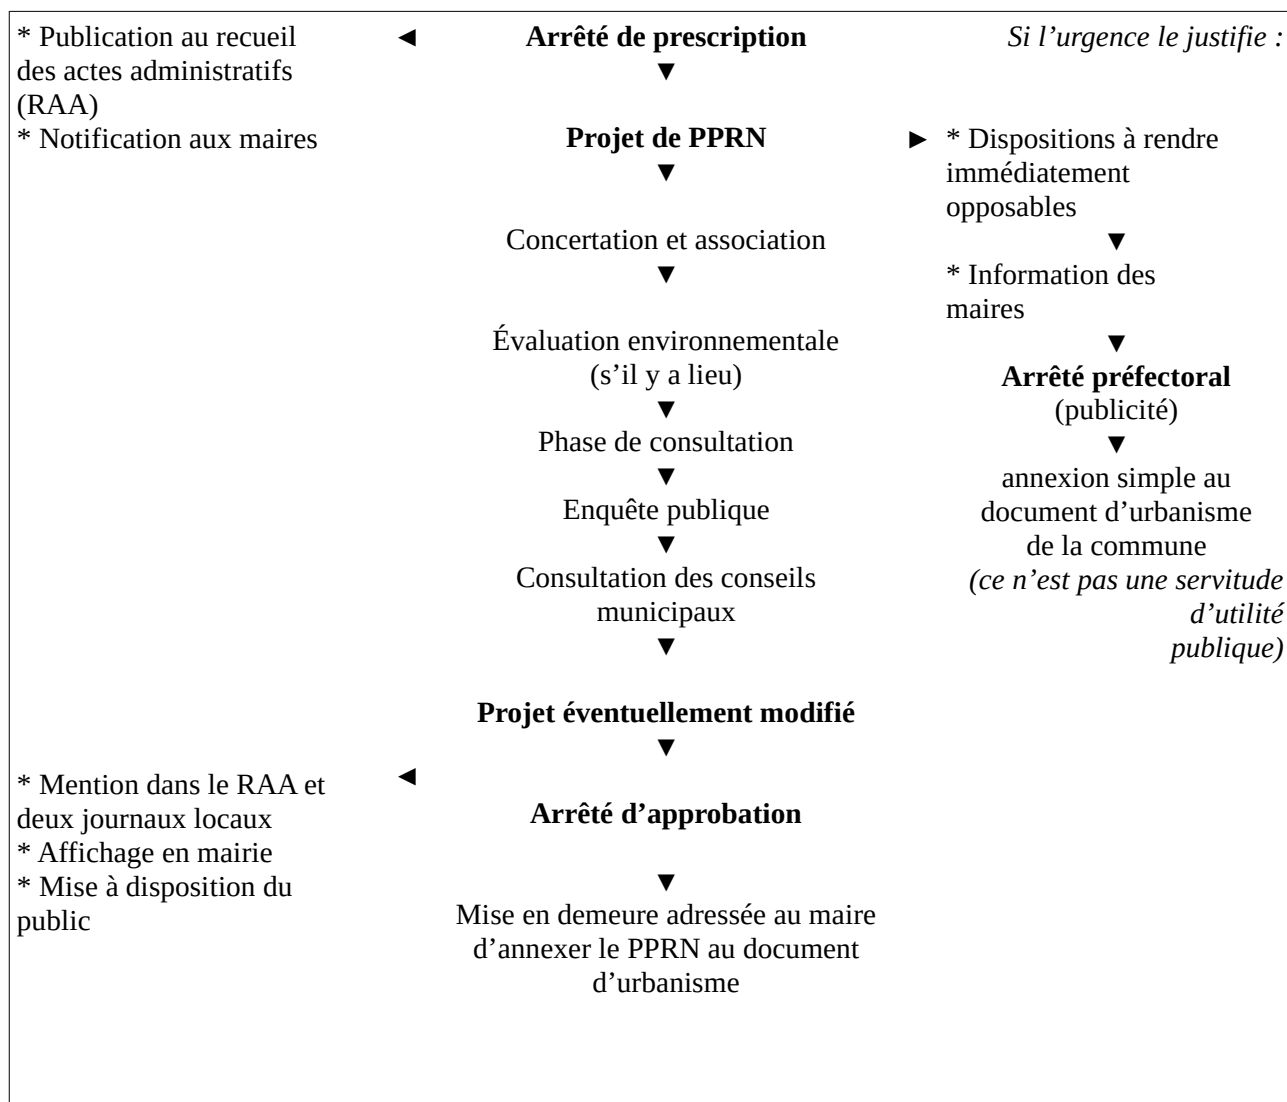 * Publication au recueil
des actes administratifs
(RAA)
* Notification aux maires
◄
Arrêté de prescription
▼
Projet de PPRN
▼
Concertation et association
▼
Évaluation environnementale
(s’il y a lieu)
▼
Phase de consultation
▼
Enquête publique
▼
Consultation des conseils
municipaux
▼
Projet éventuellement modifié
▼
Arrêté d’approbation
▼
Mise en demeure adressée au maire
d’annexer le PPRN au document
d’urbanisme
Si l’urgence le justifie :
► * Dispositions à rendre
immédiatement
opposables
▼
* Information des
maires
▼
Arrêté préfectoral
(publicité)
▼
annexion simple au
document d’urbanisme
de la commune
(ce n’est pas une servitude
d’utilité
publique)
◄
* Mention dans le RAA et
deux journaux locaux
* Affichage en mairie
* Mise à disposition du
public